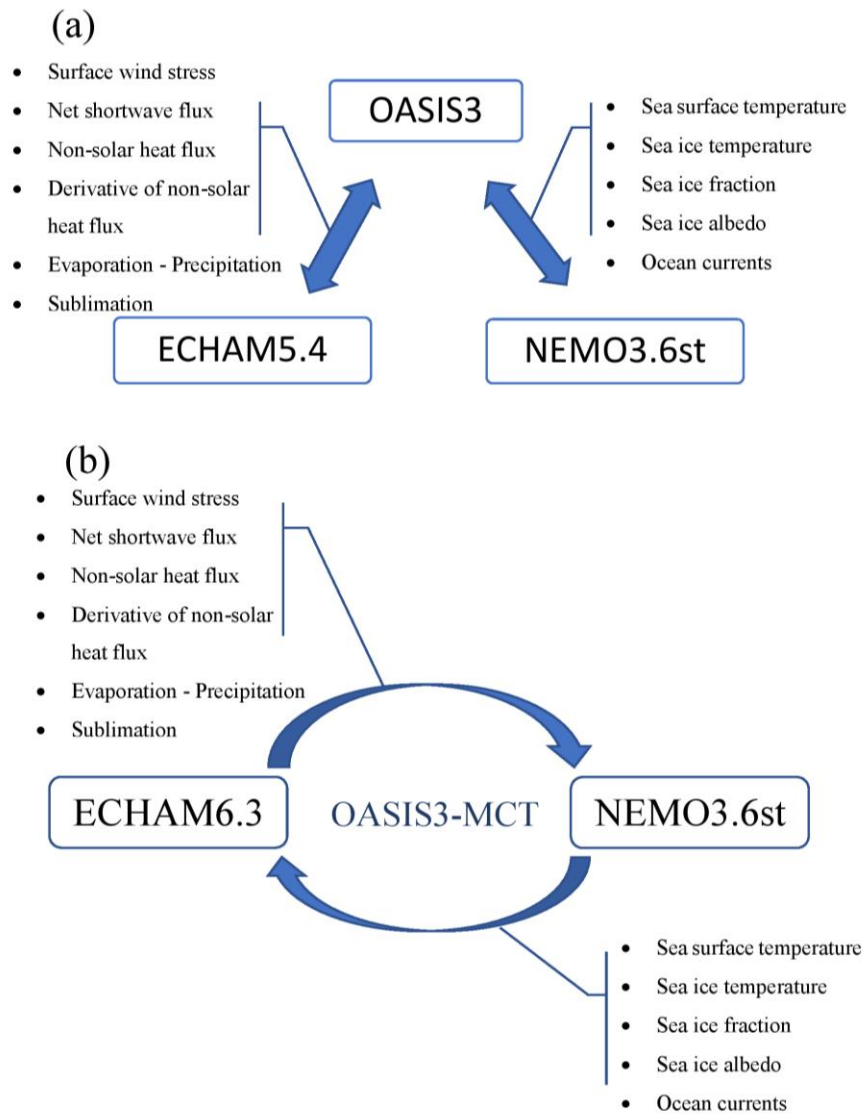 (a)
• Surface wind stress
• Net shortwave flux
• Non-solar heat flux
• Derivative of non-solar
heat flux
• Evaporation - Precipitation
• Sublimation
OASIS3
• Sea surface temperature
• Sea ice temperature
• Sea ice fraction
• Sea ice albedo
• Ocean currents
ECHAM5.4
NEMO3.6st
(b)
• Surface wind stress
• Net shortwave flux
• Non-solar heat flux
• Derivative of non-solar
heat flux
• Evaporation - Precipitation
• Sublimation
ECHAM6.3
OASIS3-MCT
NEMO3.6st
• Sea surface temperature
• Sea ice temperature
• Sea ice fraction
• Sea ice albedo
• Ocean currents